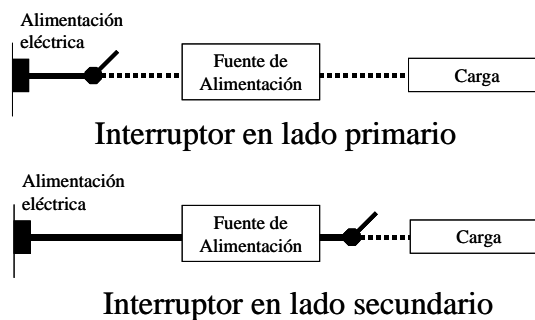 Alimentación
eléctrica
Fuente de
Alimentación
Carga
Interruptor en lado primario
Alimentación
eléctrica
Fuente de
Alimentación
Carga
Interruptor en lado secundario